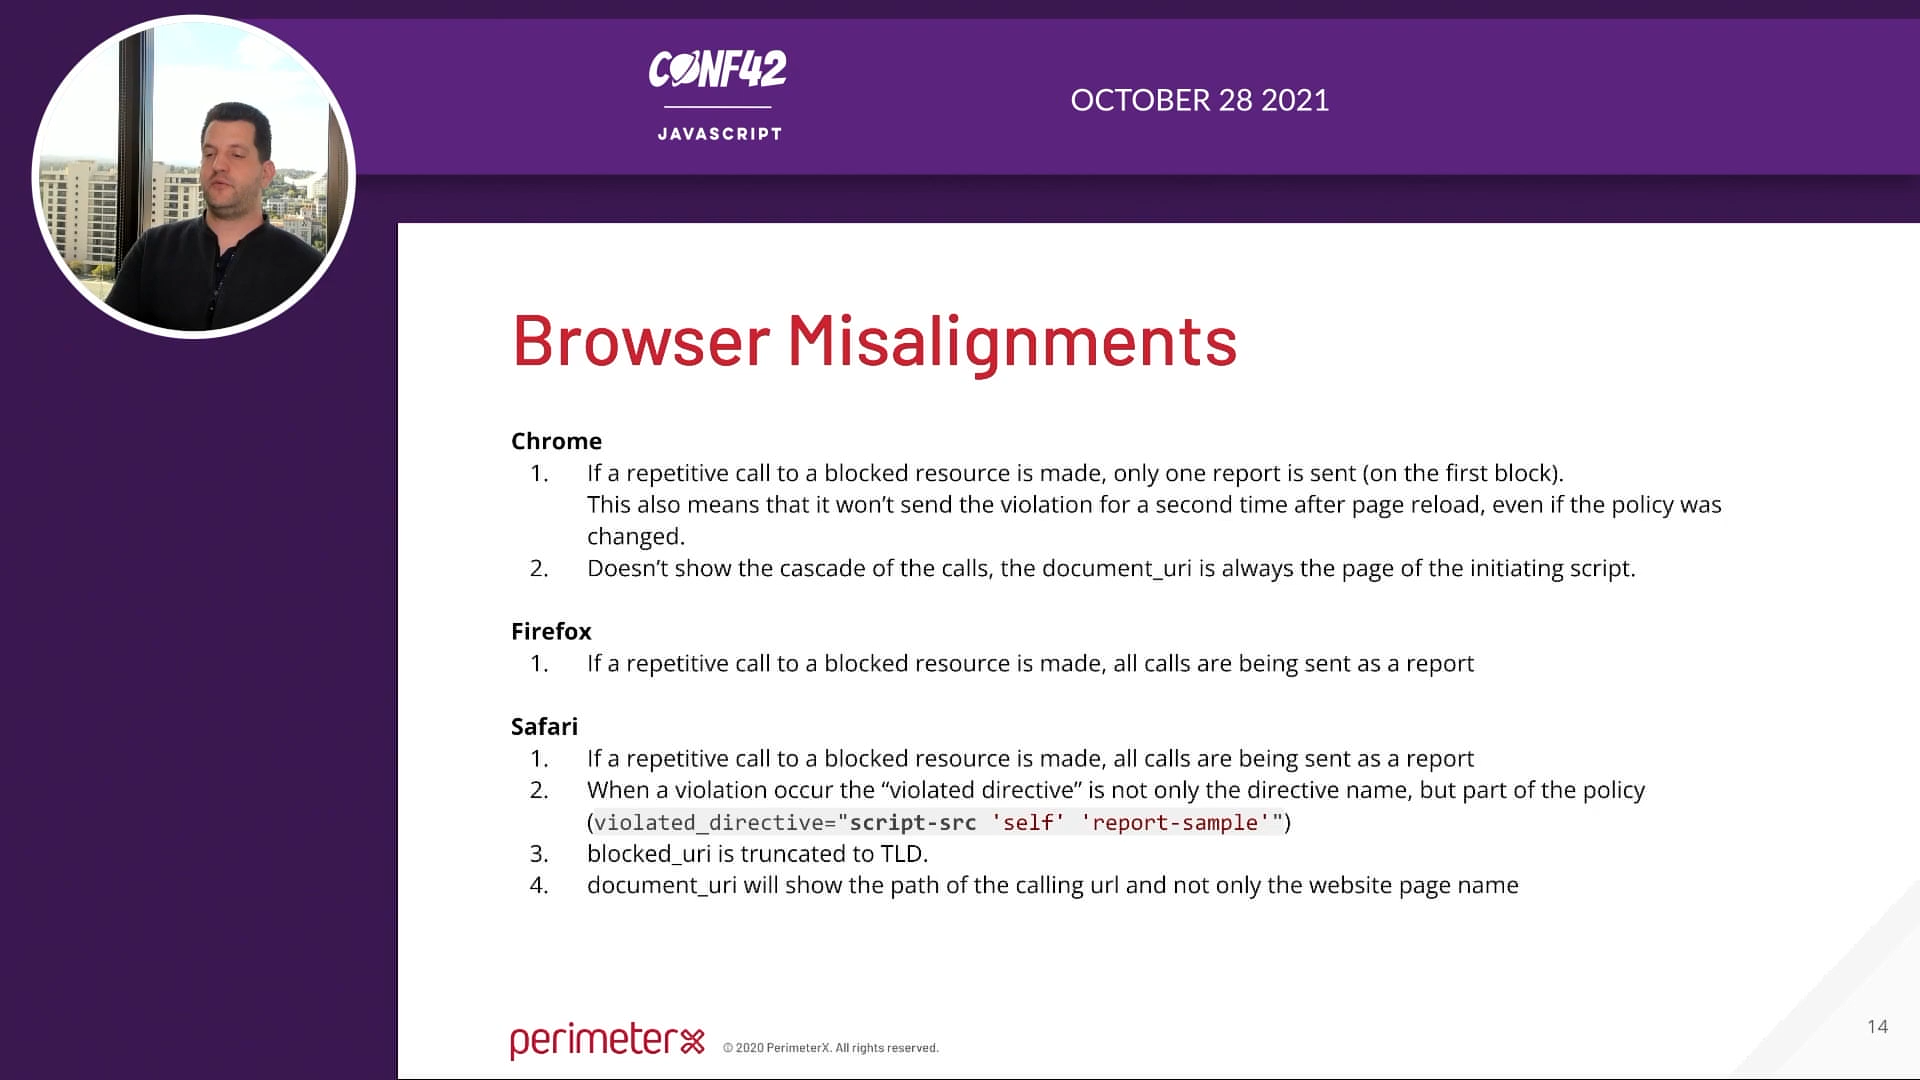 CONF42
JAVASCRIPT
OCTOBER 28 2021
Browser Misalignments
Chrome
1. If a repetitive call to a blocked resource is made, only one report is sent (on the first block).
This also means that it won’t send the violation for a second time after page reload, even if the policy was
changed.
2. Doesn’t show the cascade of the calls, the document_uri is always the page of the initiating script.
Firefox
1. If a repetitive call to a blocked resource is made, all calls are being sent as a report
Safari
1. If a repetitive call to a blocked resource is made, all calls are being sent as a report
2. When a violation occur the “violated directive” is not only the directive name, but part of the policy
(violated_directive="script-src 'self' 'report-sample'")
3. blocked_uri is truncated to TLD.
4. document_uri will show the path of the calling url and not only the website page name
perimeterx
© 2020 PerimeterX. All rights reserved.
14